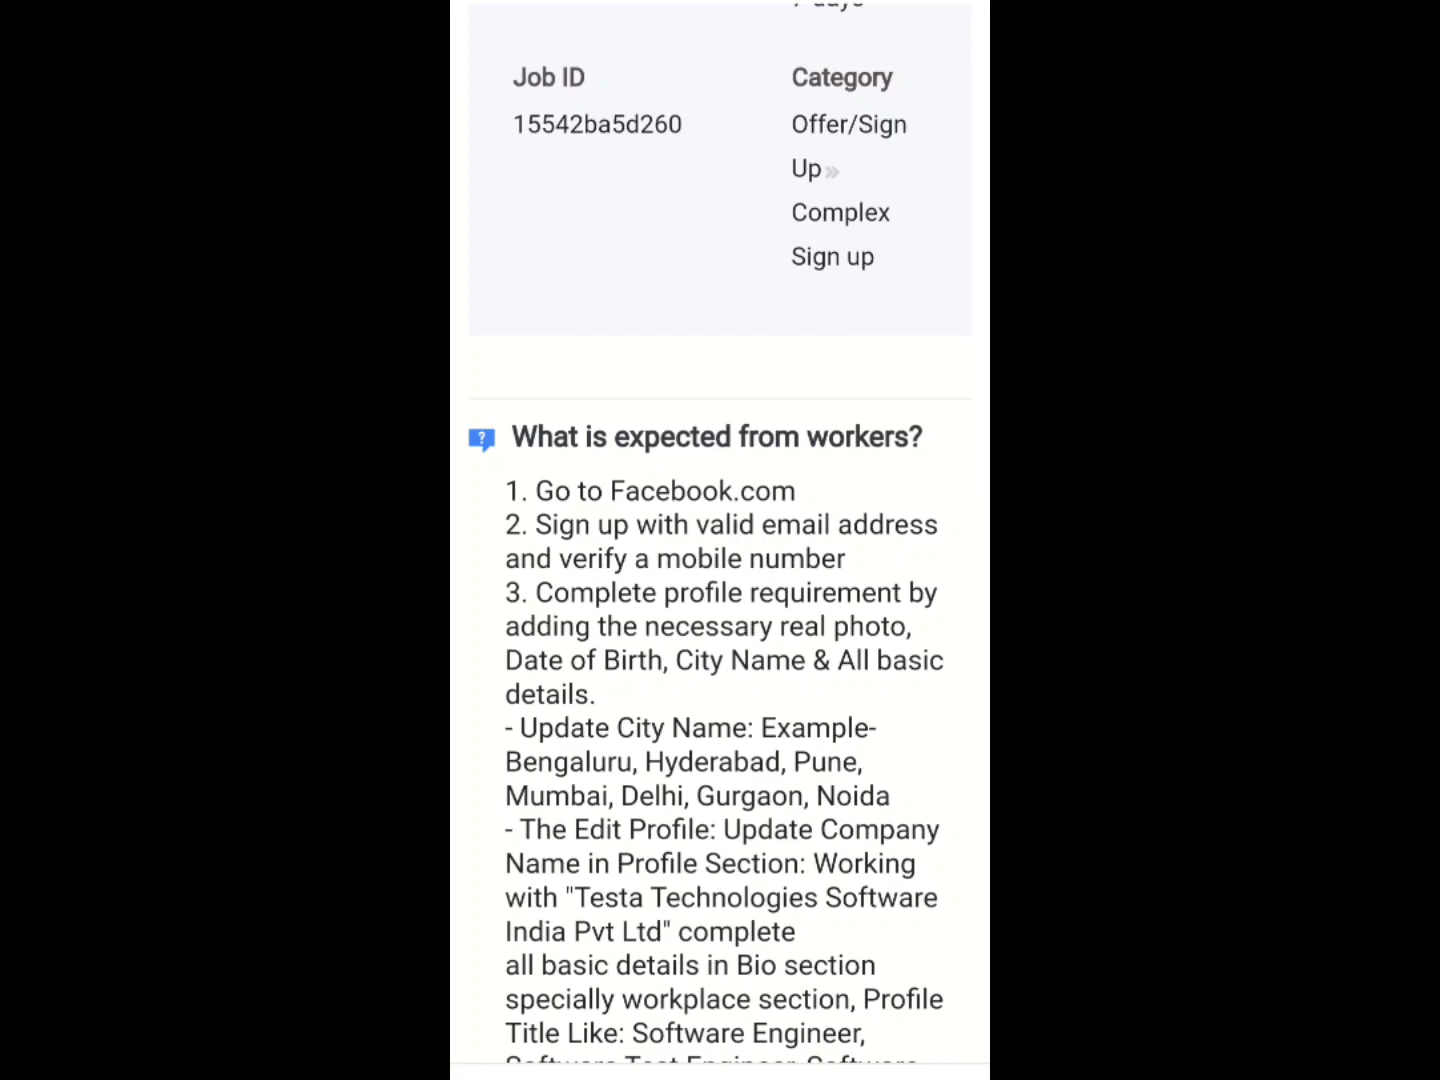 Job ID
15542ba5d260
Category
Offer/Sign
Up»
Complex
Sign up
What is expected from workers?
1. Go to Facebook.com
2. Sign up with valid email address
and verify a mobile number
3. Complete profile requirement by
adding the necessary real photo,
Date of Birth, City Name & All basic
details.
- Update City Name: Example-
Bengaluru, Hyderabad, Pune,
Mumbai, Delhi, Gurgaon, Noida
- The Edit Profile: Update Company
Name in Profile Section: Working
with "Testa Technologies Software
India Pvt Ltd" complete
all basic details in Bio section
specially workplace section, Profile
Title Like: Software Engineer,
Software Test Engineer, Software